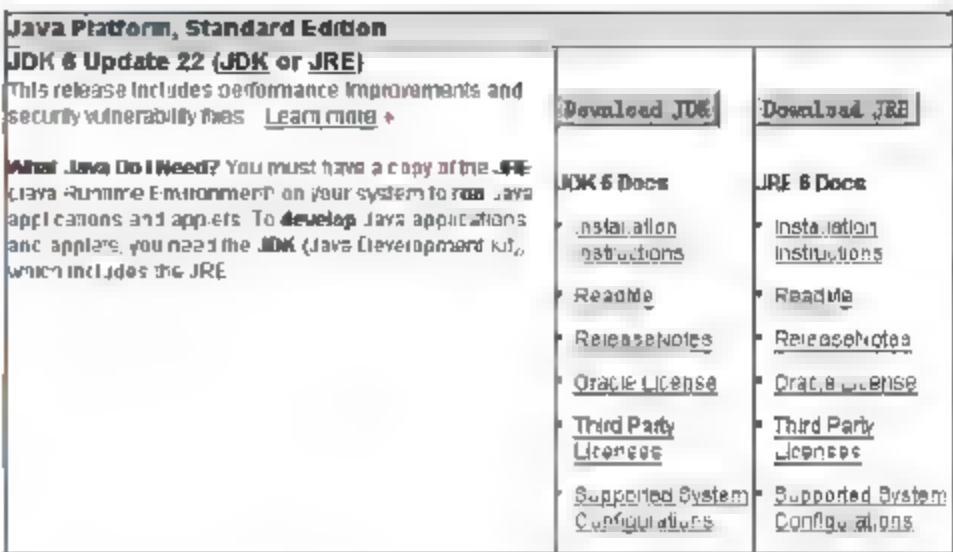 Java Platform, Standard Edition
JDK 6 Update 22 (JDK or JRE)
This release includes performance improvements and
security vulnerability fixes. Learn more
What Java Do I Need? You must have a copy of the JRE
(Java Runtime Environment) on your system to run Java
applications and applets. To develop Java applications
and applets, you need the JDK (Java Development Kit),
which includes the JRE
Download JDK
JDK 6 Docs
Installation
Instructions
ReadMe
ReleaseNotes
Oracle License
Third Party
Licenses
Supported System
Configurations
Download JRE
JRE 6 Docs
Installation
Instructions
ReadMe
ReleaseNotes
Oracle License
Third Party
Licenses
Supported System
Configurations